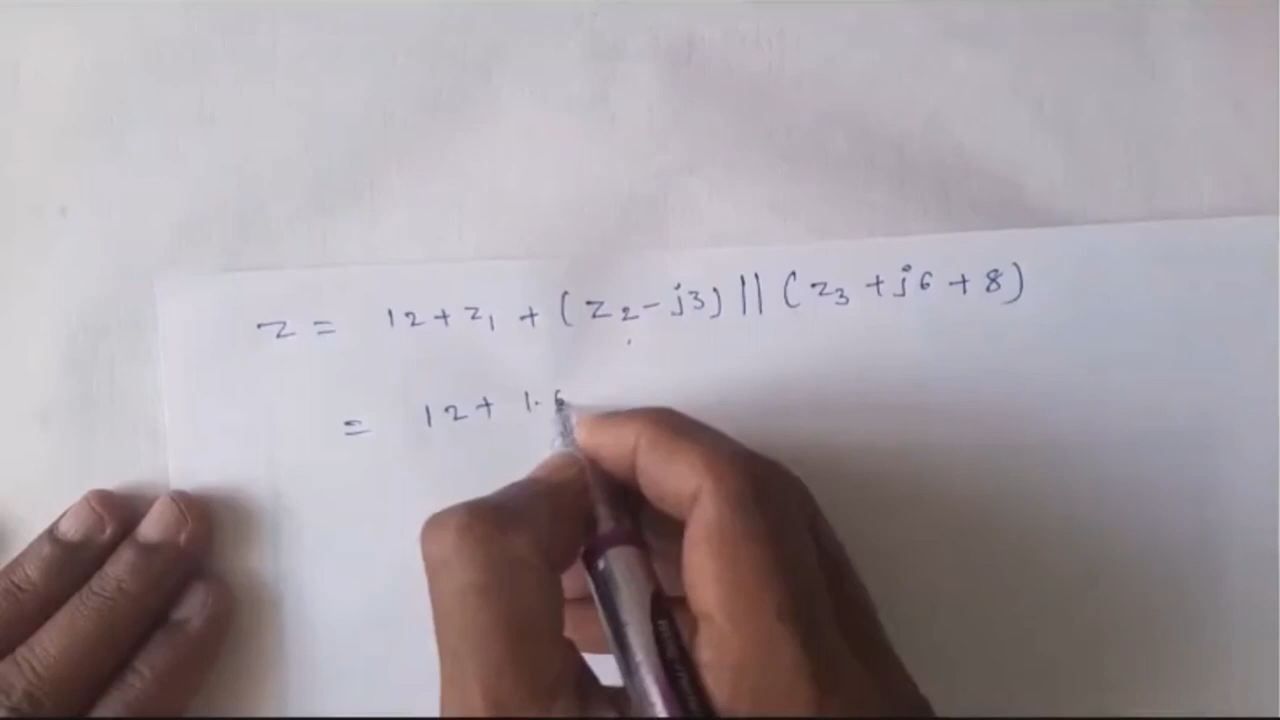 z = 12 + z₁ + (z₂ - j3) || (z₃ + j6 + 8)
= 12 + 1.6